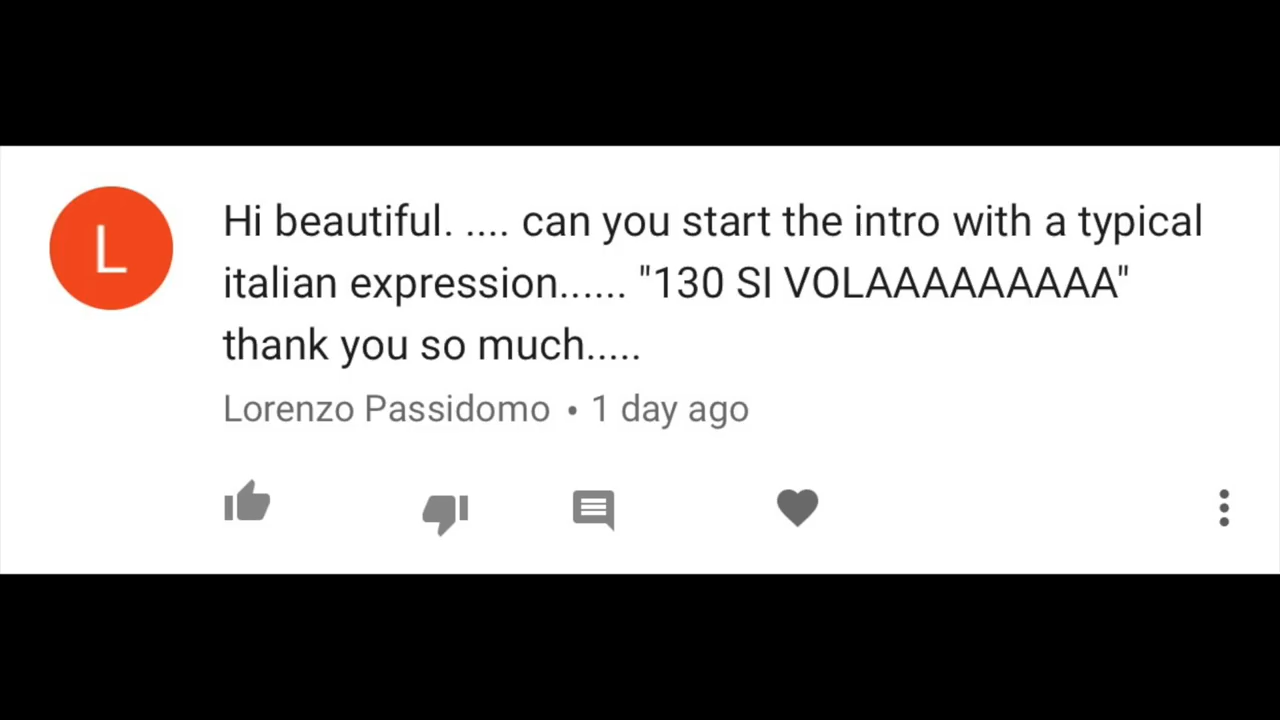 L
Hi beautiful. .... can you start the intro with a typical
italian expression...... "130 SI VOLAAAAAAAAA"
thank you so much.....
Lorenzo Passidomo • 1 day ago